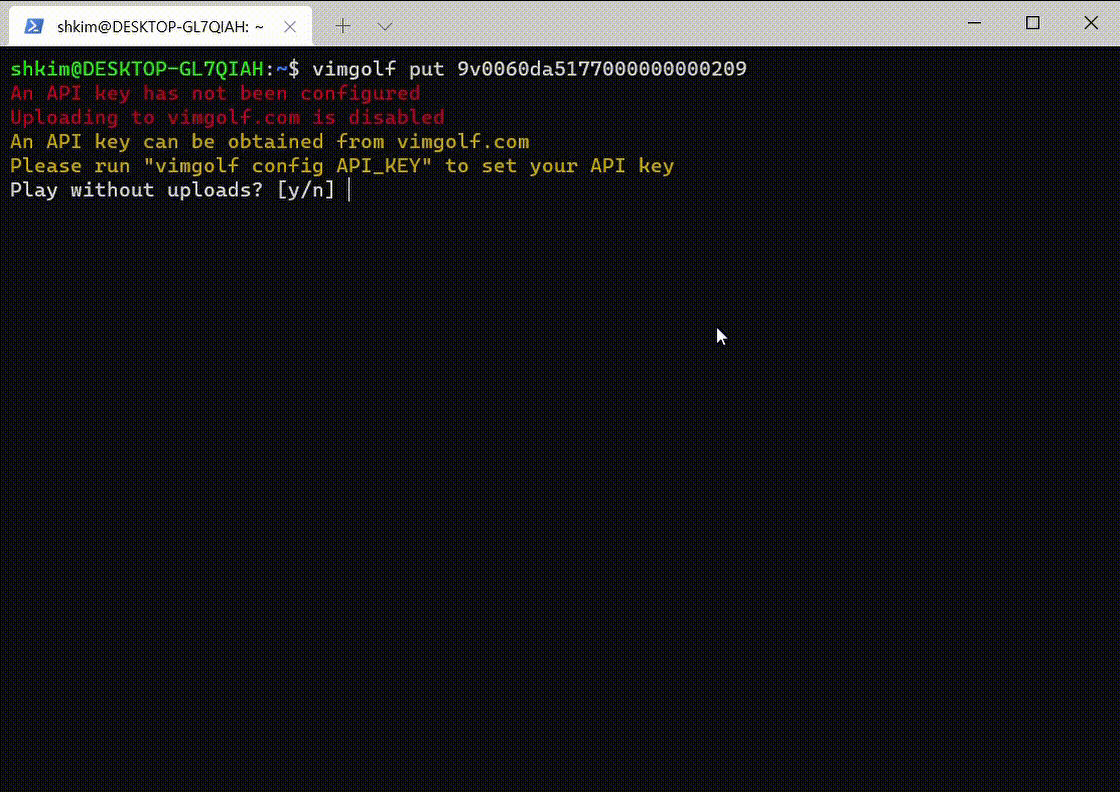 shkim@DESKTOP-GL7QIAH: ~
shkim@DESKTOP-GL7QIAH:~$ vimgolf put 9v0060da5177000000000209
An API key has not been configured
Uploading to vimgolf.com is disabled
An API key can be obtained from vimgolf.com
Please run "vimgolf config API_KEY" to set your API key
Play without uploads? [y/n]